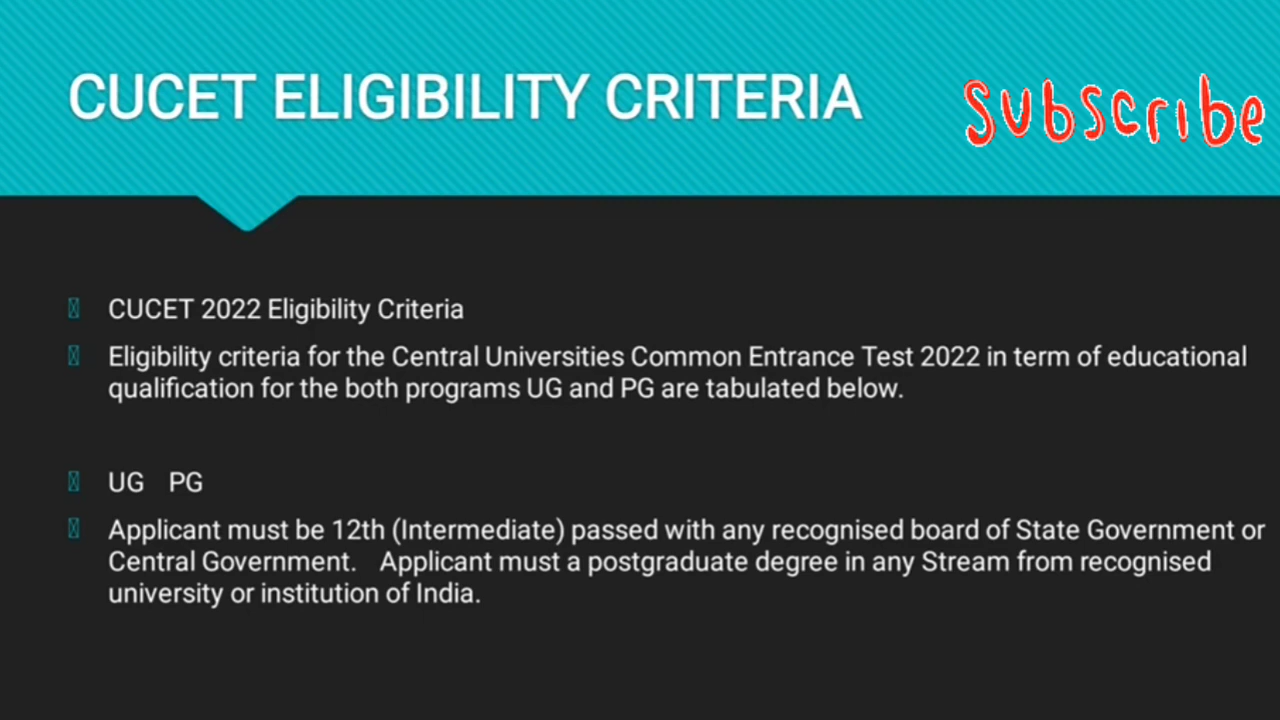 CUCET ELIGIBILITY CRITERIA
Subscribe
CUCET 2022 Eligibility Criteria
Eligibility criteria for the Central Universities Common Entrance Test 2022 in term of educational
qualification for the both programs UG and PG are tabulated below.
UG PG
Applicant must be 12th (Intermediate) passed with any recognised board of State Government or
Central Government. Applicant must a postgraduate degree in any Stream from recognised
university or institution of India.